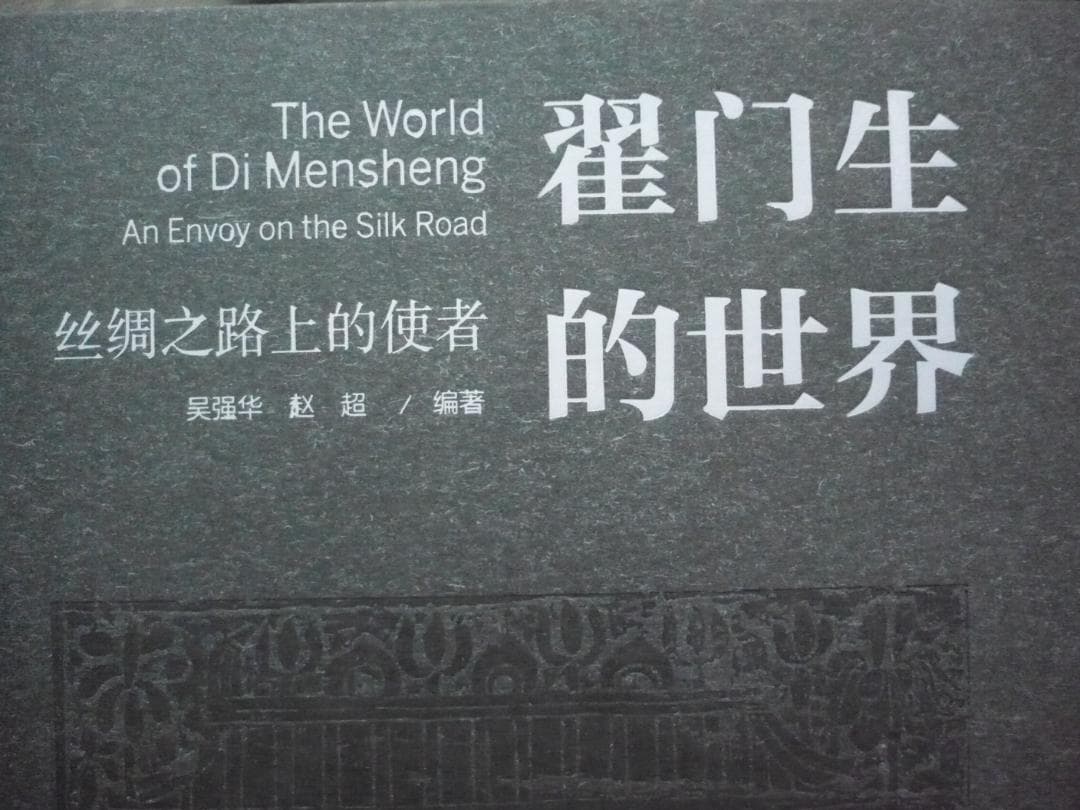 The World
of Di Mensheng
An Envoy on the Silk Road
丝绸之路上的使者
吴强华 赵 超 / 编著
翟门生
的世界